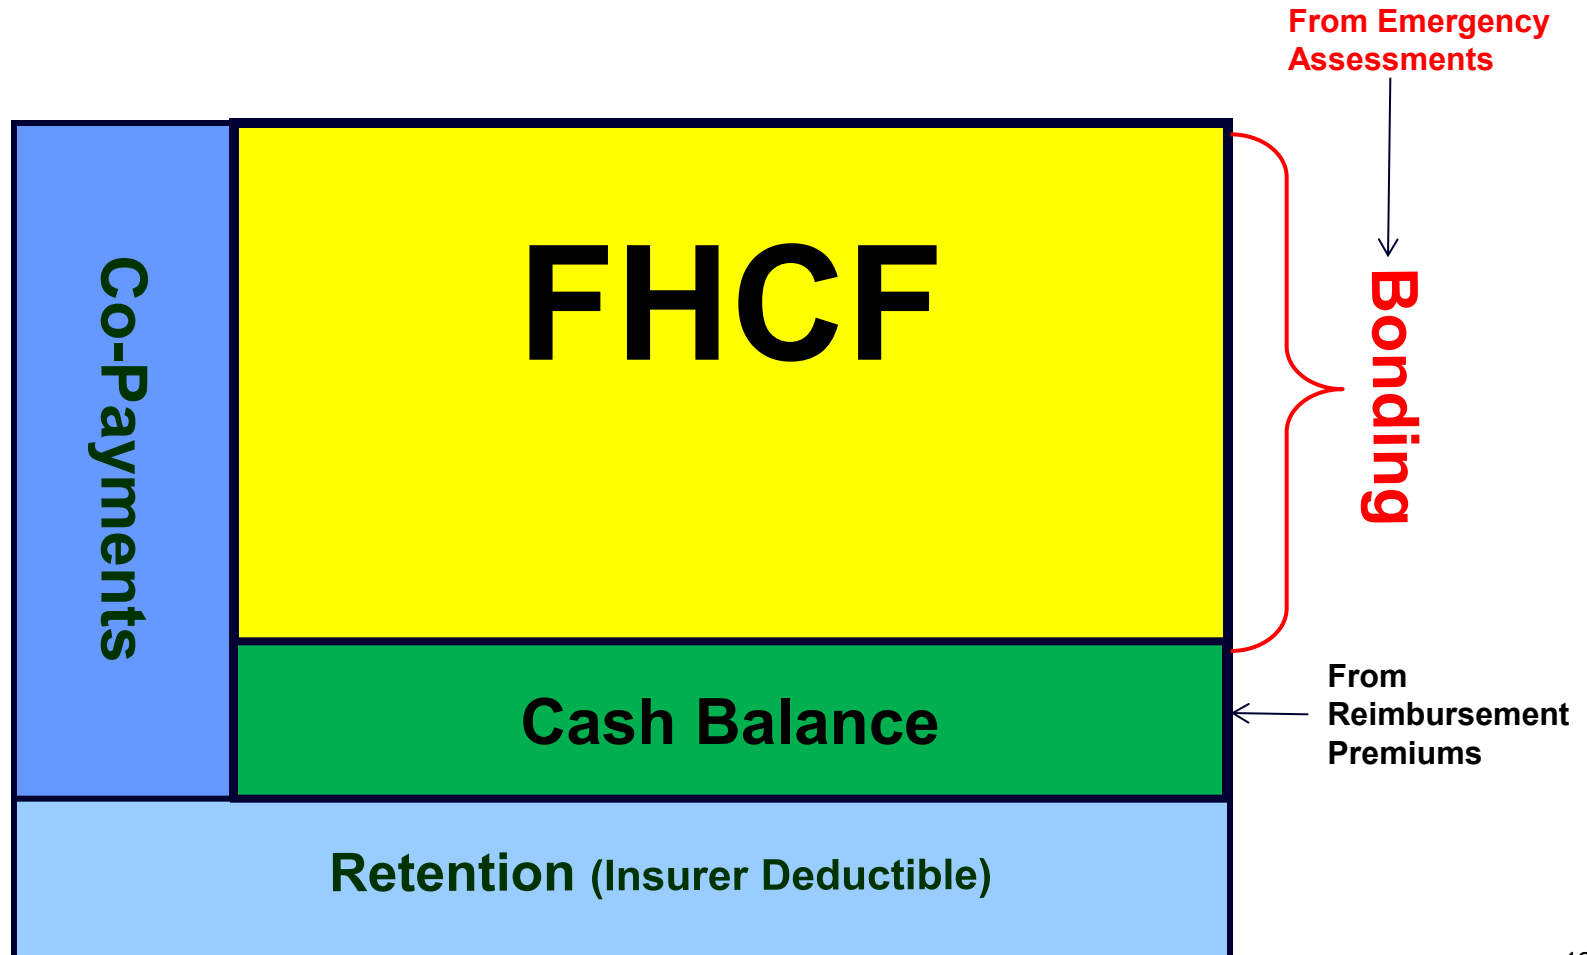 From Emergency
Assessments
FHCF
Co-Payments
Bonding
From
Reimbursement
Premiums
Cash Balance
Retention (Insurer Deductible)